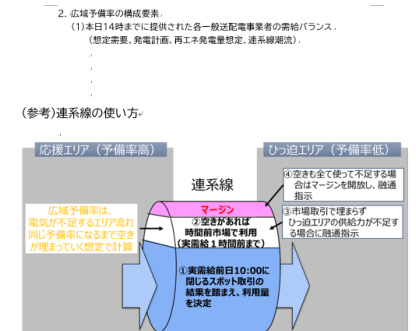 2. 広域予備率の構成要素.
(1)本日14時までに提供された各一般送配電事業者の需給バランス.
(想定需要、発電計画、再エネ発電量想定、連系線潮流).
(参考)連系線の使い方
応援エリア(予備率高)
ひっ迫エリア(予備率低)
連系線
④空きも全て使って不足する場
合はマージンを開放し、融通
指示
マージン
②空きがあれば
時間前市場で利用
(実需給1時間前まで)
③市場取引で埋まらず
ひっ迫エリアの供給力が不足す
る場合に融通指示
広域予備率は、
電気が不足するエリア流れ
同じ予備率になるまで空き
が埋まっていく想定で計算
①実需給前日10:00に
閉じるスポット取引の
結果を踏まえ、利用量
を決定